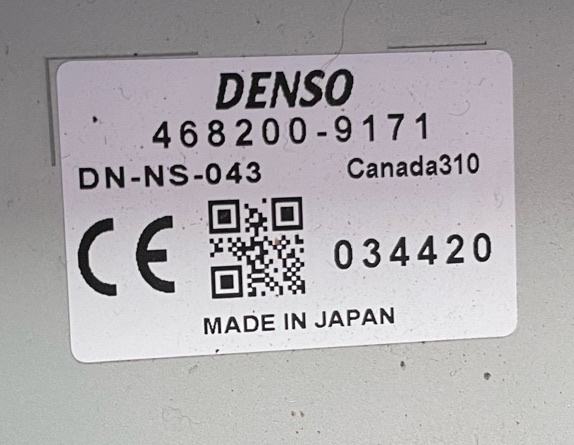 DENSO
468200-9171
DN-NS-043 Canada310
CE 034420
MADE IN JAPAN